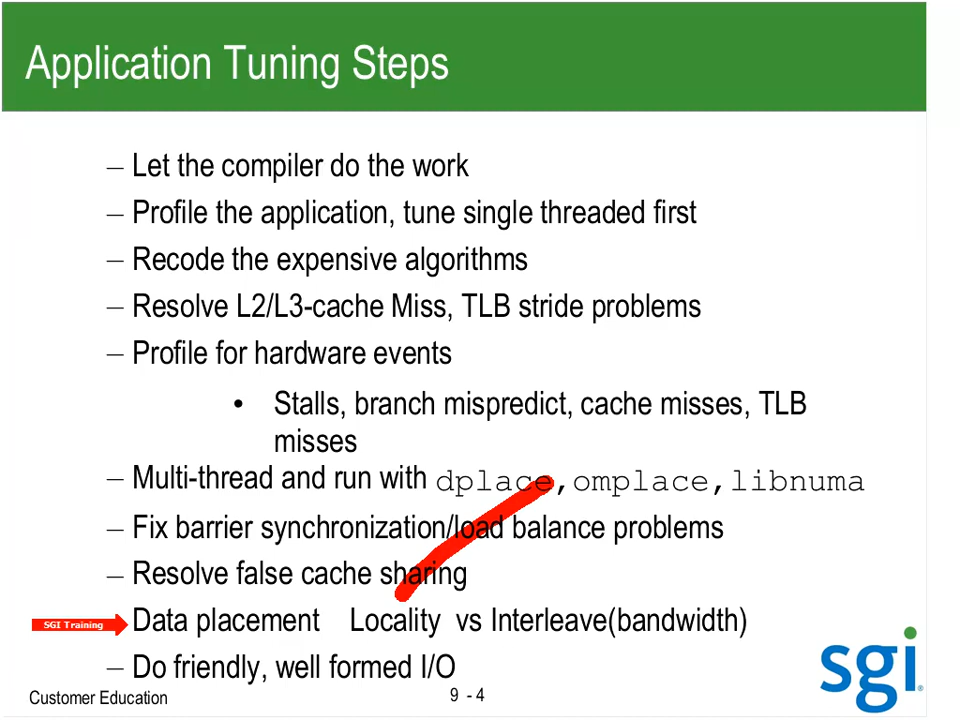 Application Tuning Steps
– Let the compiler do the work
– Profile the application, tune single threaded first
– Recode the expensive algorithms
– Resolve L2/L3-cache Miss, TLB stride problems
– Profile for hardware events
• Stalls, branch mispredict, cache misses, TLB
misses
– Multi-thread and run with dplace,omplace,libnuma
– Fix barrier synchronization/load balance problems
– Resolve false cache sharing
SGI Training
Data placement Locality vs Interleave(bandwidth)
– Do friendly, well formed I/O
Customer Education
9 - 4
sgi®